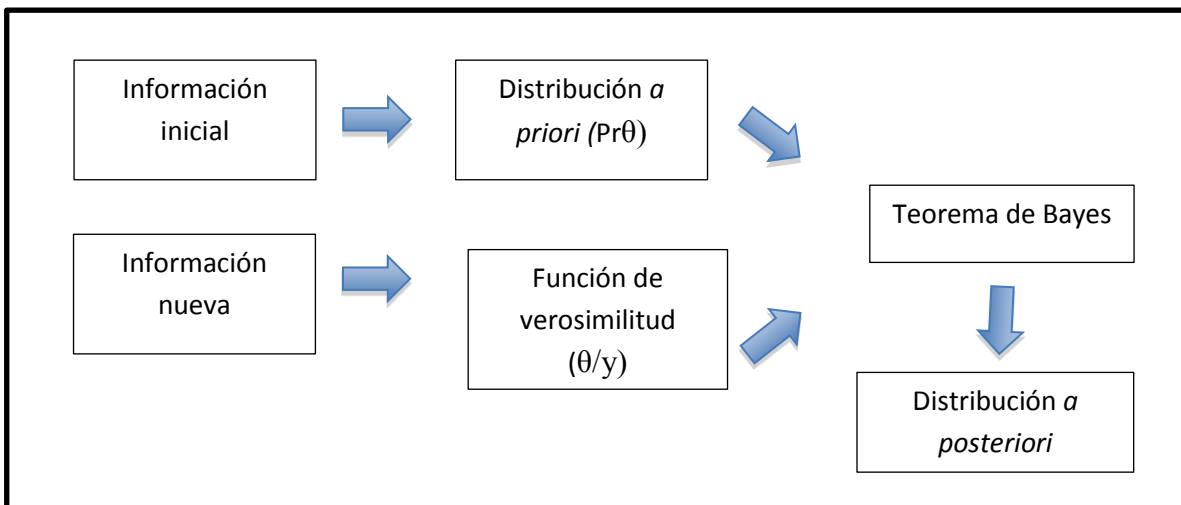 Información
inicial
Distribución a
priori (Prθ)
Información
nueva
Función de
verosimilitud
(θ/y)
Teorema de Bayes
Distribución a
posteriori